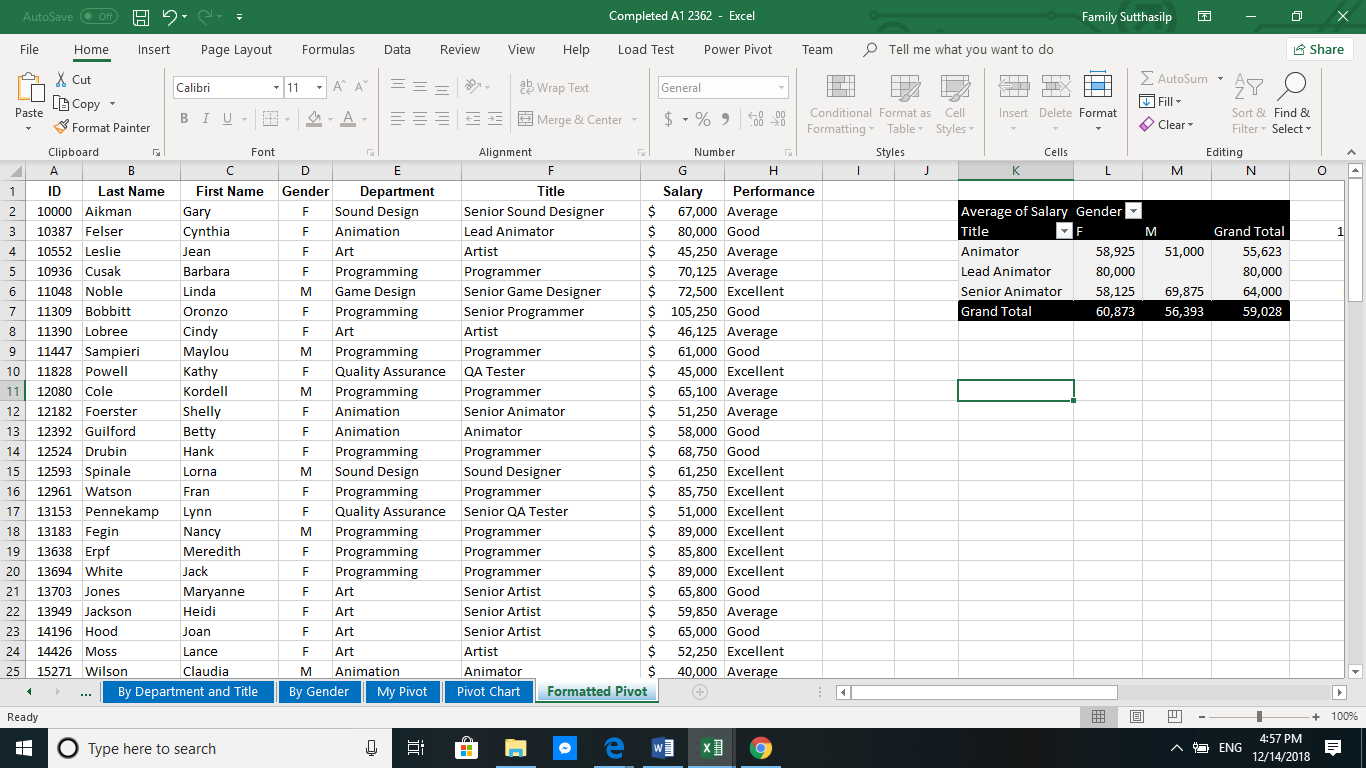 AutoSave Off Completed A1 2362 - Excel Family Sutthasilp
File Home Insert Page Layout Formulas Data Review View Help Load Test Power Pivot Team Tell me what you want to do Share
Cut
Copy
Format Painter
Paste
Clipboard
Calibri 11
B I U A
Font
ab Wrap Text
Merge & Center
Alignment
General
$ % 9
Number
Conditional Formatting
Format as Table
Cell Styles
Styles
Insert Delete Format
Cells
AutoSum
Fill
Clear
Sort & Filter
Find & Select
Editing
A B C D E F G H I J K L M N O
1 ID Last Name First Name Gender Department Title Salary Performance
2 10000 Aikman Gary F Sound Design Senior Sound Designer $ 67,000 Average Average of Salary Gender
3 10387 Felser Cynthia F Animation Lead Animator $ 80,000 Good Title F M Grand Total 1
4 10552 Leslie Jean F Art Artist $ 45,250 Average Animator 58,925 51,000 55,623
5 10936 Cusak Barbara F Programming Programmer $ 70,125 Average Lead Animator 80,000 80,000
6 11048 Noble Linda M Game Design Senior Game Designer $ 72,500 Excellent Senior Animator 58,125 69,875 64,000
7 11309 Bobbitt Oronzo F Programming Senior Programmer $ 105,250 Good Grand Total 60,873 56,393 59,028
8 11390 Lobree Cindy F Art Artist $ 46,125 Average
9 11447 Sampieri Maylou M Programming Programmer $ 61,000 Good
10 11828 Powell Kathy F Quality Assurance QA Tester $ 45,000 Excellent
11 12080 Cole Kordell M Programming Programmer $ 65,100 Average
12 12182 Foerster Shelly F Animation Senior Animator $ 51,250 Average
13 12392 Guilford Betty F Animation Animator $ 58,000 Good
14 12524 Drubin Hank F Programming Programmer $ 68,750 Good
15 12593 Spinale Lorna M Sound Design Sound Designer $ 61,250 Excellent
16 12961 Watson Fran F Programming Programmer $ 85,750 Excellent
17 13153 Pennekamp Lynn F Quality Assurance Senior QA Tester $ 51,000 Excellent
18 13183 Fegin Nancy M Programming Programmer $ 89,000 Excellent
19 13638 Erpf Meredith F Programming Programmer $ 85,800 Excellent
20 13694 White Jack F Programming Programmer $ 89,000 Excellent
21 13703 Jones Maryanne F Art Senior Artist $ 65,800 Good
22 13949 Jackson Heidi F Art Senior Artist $ 59,850 Average
23 14196 Hood Joan F Art Senior Artist $ 65,000 Good
24 14426 Moss Lance F Art Artist $ 52,250 Excellent
25 15271 Wilson Claudia M Animation Animator $ 40,000 Average
... By Department and Title By Gender My Pivot Pivot Chart Formatted Pivot
Ready 100%
Type here to search ENG 4:57 PM
12/14/2018